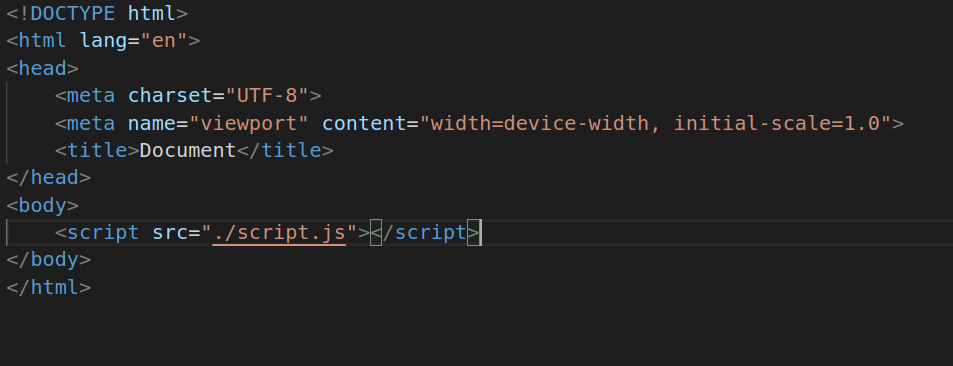 <!DOCTYPE html>
<html lang="en">
<head>
    <meta charset="UTF-8">
    <meta name="viewport" content="width=device-width, initial-scale=1.0">
    <title>Document</title>
</head>
<body>
    <script src="./script.js"></script>
</body>
</html>